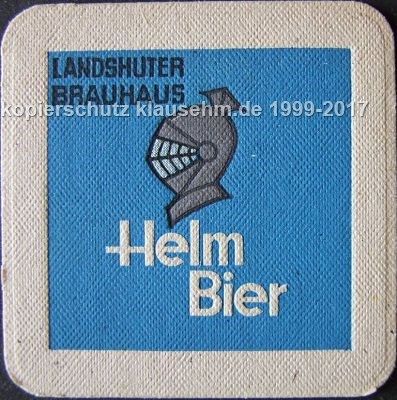 LANDSHUTER
BRAUHAUS
kopierschutz klausehm.de 1999-2017
Helm
Bier